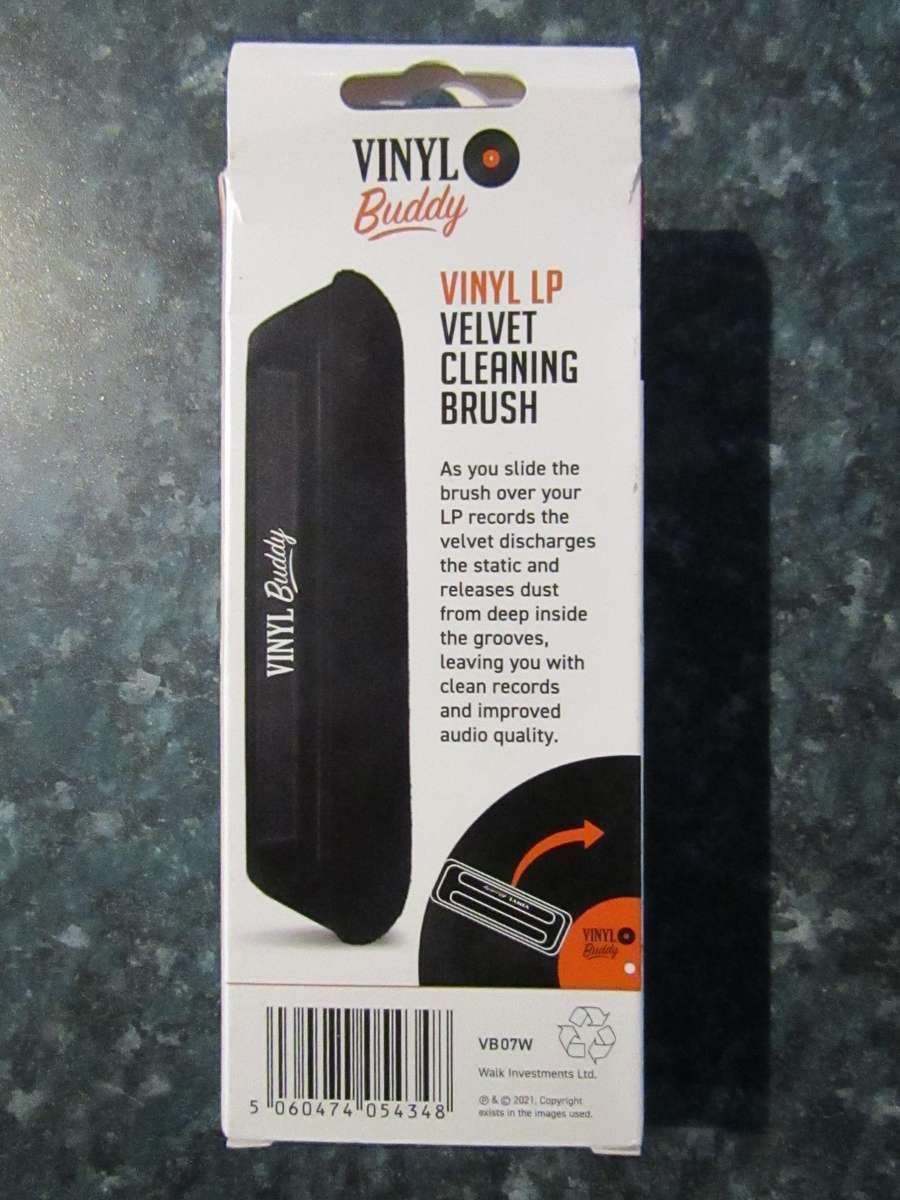 VINYL
Buddy
VINYL LP
VELVET
CLEANING
BRUSH
As you slide the
brush over your
LP records the
velvet discharges
the static and
releases dust
from deep inside
the grooves,
leaving you with
clean records
and improved
audio quality.
VINYL Buddy
VINYL Buddy
VINYL
Buddy
VB07W
Walk Investments Ltd.
℗ & © 2021, Copyright
exists in the images used.
5 060474 054348